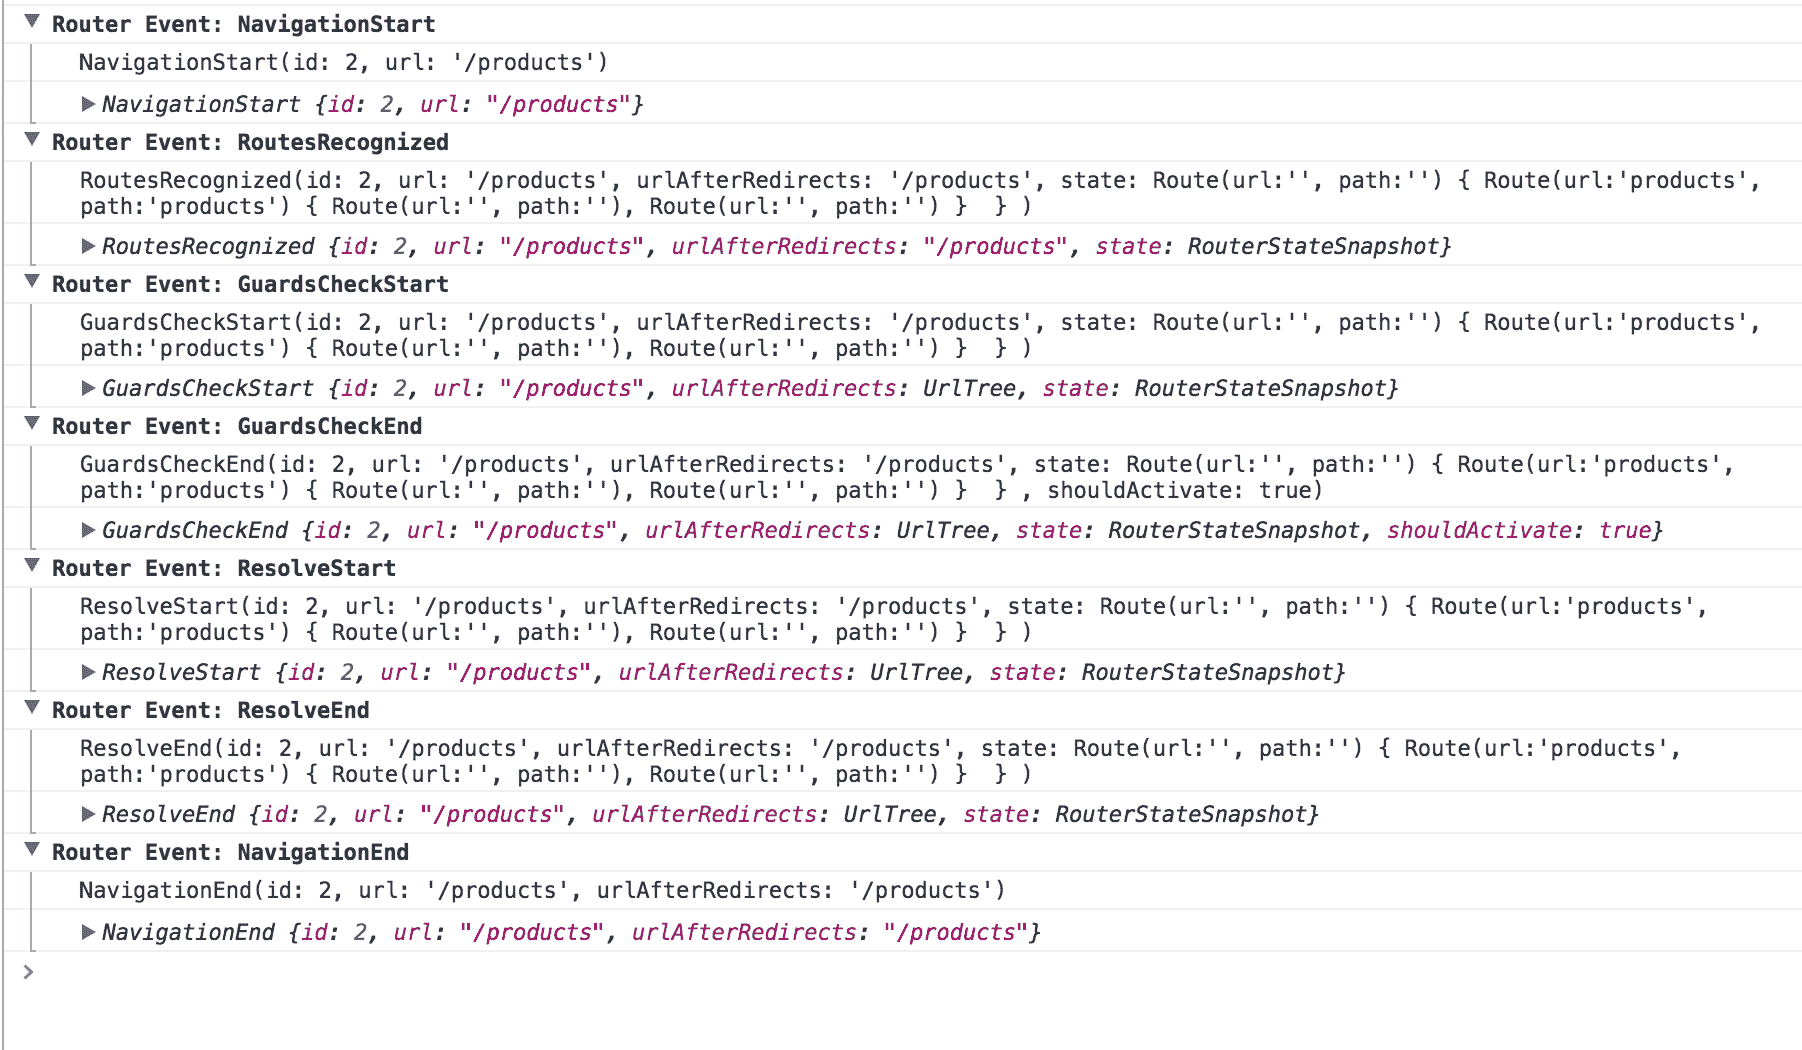 Router Event: NavigationStart
NavigationStart(id: 2, url: '/products')
NavigationStart {id: 2, url: "/products"}
Router Event: RoutesRecognized
RoutesRecognized(id: 2, url: '/products', urlAfterRedirects: '/products', state: Route(url:'', path:'') { Route(url:'products',
path:'products') { Route(url:'', path:''), Route(url:'', path:'') }  } )
RoutesRecognized {id: 2, url: "/products", urlAfterRedirects: "/products", state: RouterStateSnapshot}
Router Event: GuardsCheckStart
GuardsCheckStart(id: 2, url: '/products', urlAfterRedirects: '/products', state: Route(url:'', path:'') { Route(url:'products',
path:'products') { Route(url:'', path:''), Route(url:'', path:'') }  } )
GuardsCheckStart {id: 2, url: "/products", urlAfterRedirects: UrlTree, state: RouterStateSnapshot}
Router Event: GuardsCheckEnd
GuardsCheckEnd(id: 2, url: '/products', urlAfterRedirects: '/products', state: Route(url:'', path:'') { Route(url:'products',
path:'products') { Route(url:'', path:''), Route(url:'', path:'') }  } , shouldActivate: true)
GuardsCheckEnd {id: 2, url: "/products", urlAfterRedirects: UrlTree, state: RouterStateSnapshot, shouldActivate: true}
Router Event: ResolveStart
ResolveStart(id: 2, url: '/products', urlAfterRedirects: '/products', state: Route(url:'', path:'') { Route(url:'products',
path:'products') { Route(url:'', path:''), Route(url:'', path:'') }  } )
ResolveStart {id: 2, url: "/products", urlAfterRedirects: UrlTree, state: RouterStateSnapshot}
Router Event: ResolveEnd
ResolveEnd(id: 2, url: '/products', urlAfterRedirects: '/products', state: Route(url:'', path:'') { Route(url:'products',
path:'products') { Route(url:'', path:''), Route(url:'', path:'') }  } )
ResolveEnd {id: 2, url: "/products", urlAfterRedirects: UrlTree, state: RouterStateSnapshot}
Router Event: NavigationEnd
NavigationEnd(id: 2, url: '/products', urlAfterRedirects: '/products')
NavigationEnd {id: 2, url: "/products", urlAfterRedirects: "/products"}